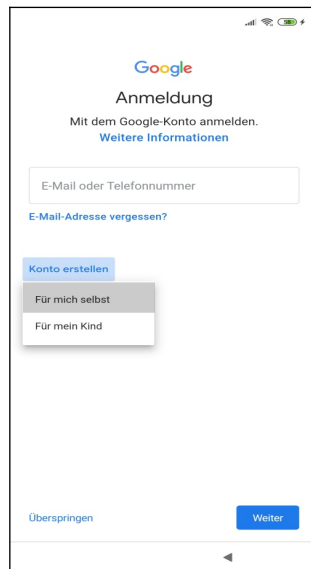 58
Google
Anmeldung
Mit dem Google-Konto anmelden.
Weitere Informationen
E-Mail oder Telefonnummer
E-Mail-Adresse vergessen?
Konto erstellen
Für mich selbst
Für mein Kind
Überspringen
Weiter